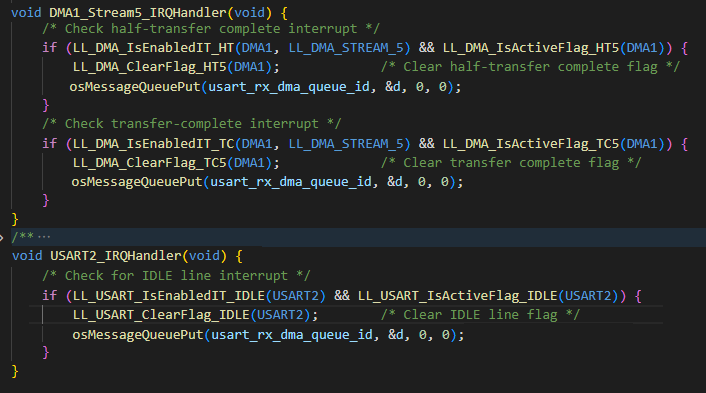 void DMA1_Stream5_IRQHandler(void) {
    /* Check half-transfer complete interrupt */
    if (LL_DMA_IsEnabledIT_HT(DMA1, LL_DMA_STREAM_5) && LL_DMA_IsActiveFlag_HT5(DMA1)) {
        LL_DMA_ClearFlag_HT5(DMA1);             /* Clear half-transfer complete flag */
        osMessageQueuePut(usart_rx_dma_queue_id, &d, 0, 0);
    }
    /* Check transfer-complete interrupt */
    if (LL_DMA_IsEnabledIT_TC(DMA1, LL_DMA_STREAM_5) && LL_DMA_IsActiveFlag_TC5(DMA1)) {
        LL_DMA_ClearFlag_TC5(DMA1);             /* Clear transfer complete flag */
        osMessageQueuePut(usart_rx_dma_queue_id, &d, 0, 0);
    }
}
/**···
void USART2_IRQHandler(void) {
    /* Check for IDLE line interrupt */
    if (LL_USART_IsEnabledIT_IDLE(USART2) && LL_USART_IsActiveFlag_IDLE(USART2)) {
        LL_USART_ClearFlag_IDLE(USART2);        /* Clear IDLE line flag */
        osMessageQueuePut(usart_rx_dma_queue_id, &d, 0, 0);
    }
}